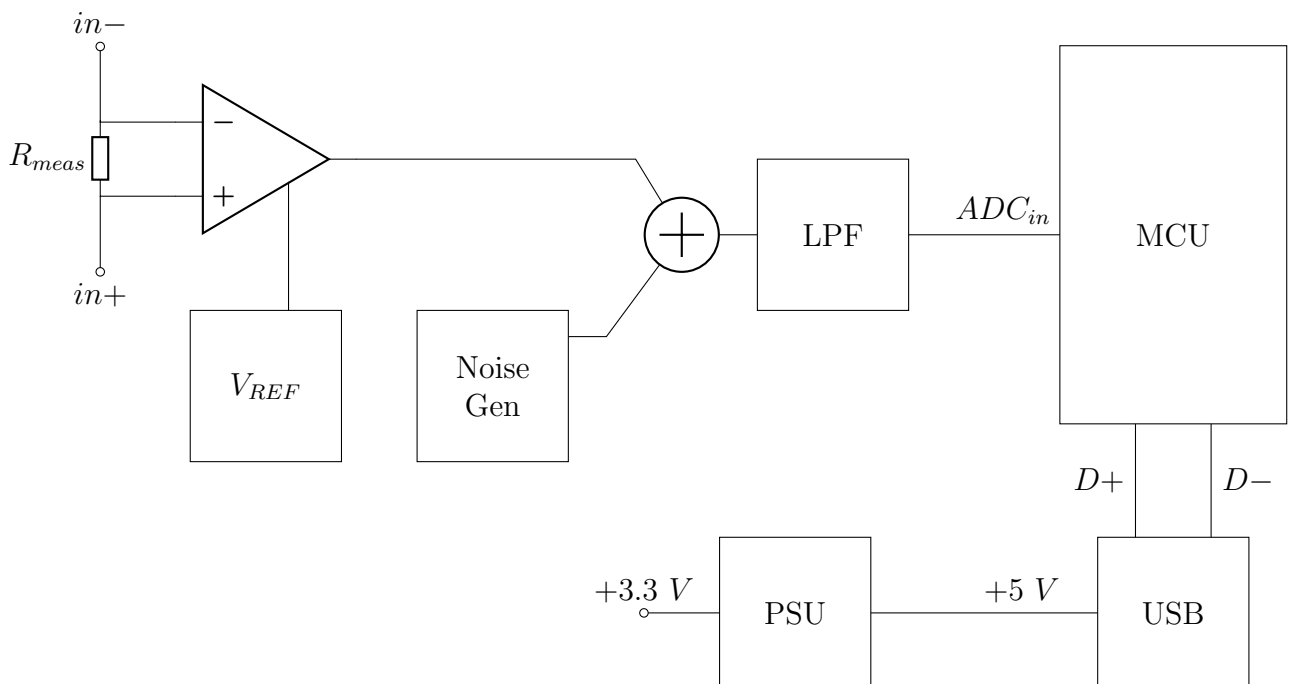 in−
R_meas
−
+
in+
V_REF
Noise
Gen
+
LPF
ADC_in
MCU
D+ D−
+3.3 V
PSU
+5 V
USB